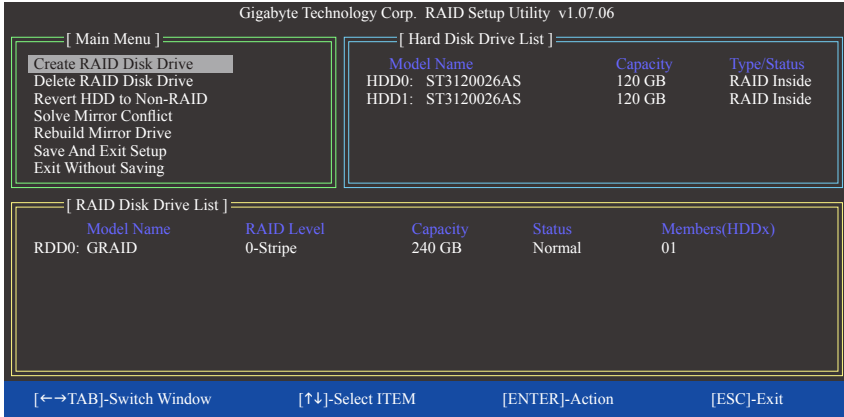 Gigabyte Technology Corp. RAID Setup Utility v1.07.06
[ Main Menu ]
Create RAID Disk Drive
Delete RAID Disk Drive
Revert HDD to Non-RAID
Solve Mirror Conflict
Rebuild Mirror Drive
Save And Exit Setup
Exit Without Saving
[ Hard Disk Drive List ]
Model Name Capacity Type/Status
HDD0: ST3120026AS 120 GB RAID Inside
HDD1: ST3120026AS 120 GB RAID Inside
[ RAID Disk Drive List ]
Model Name RAID Level Capacity Status Members(HDDx)
RDD0: GRAID 0-Stripe 240 GB Normal 01
[←→TAB]-Switch Window [↑↓]-Select ITEM [ENTER]-Action [ESC]-Exit